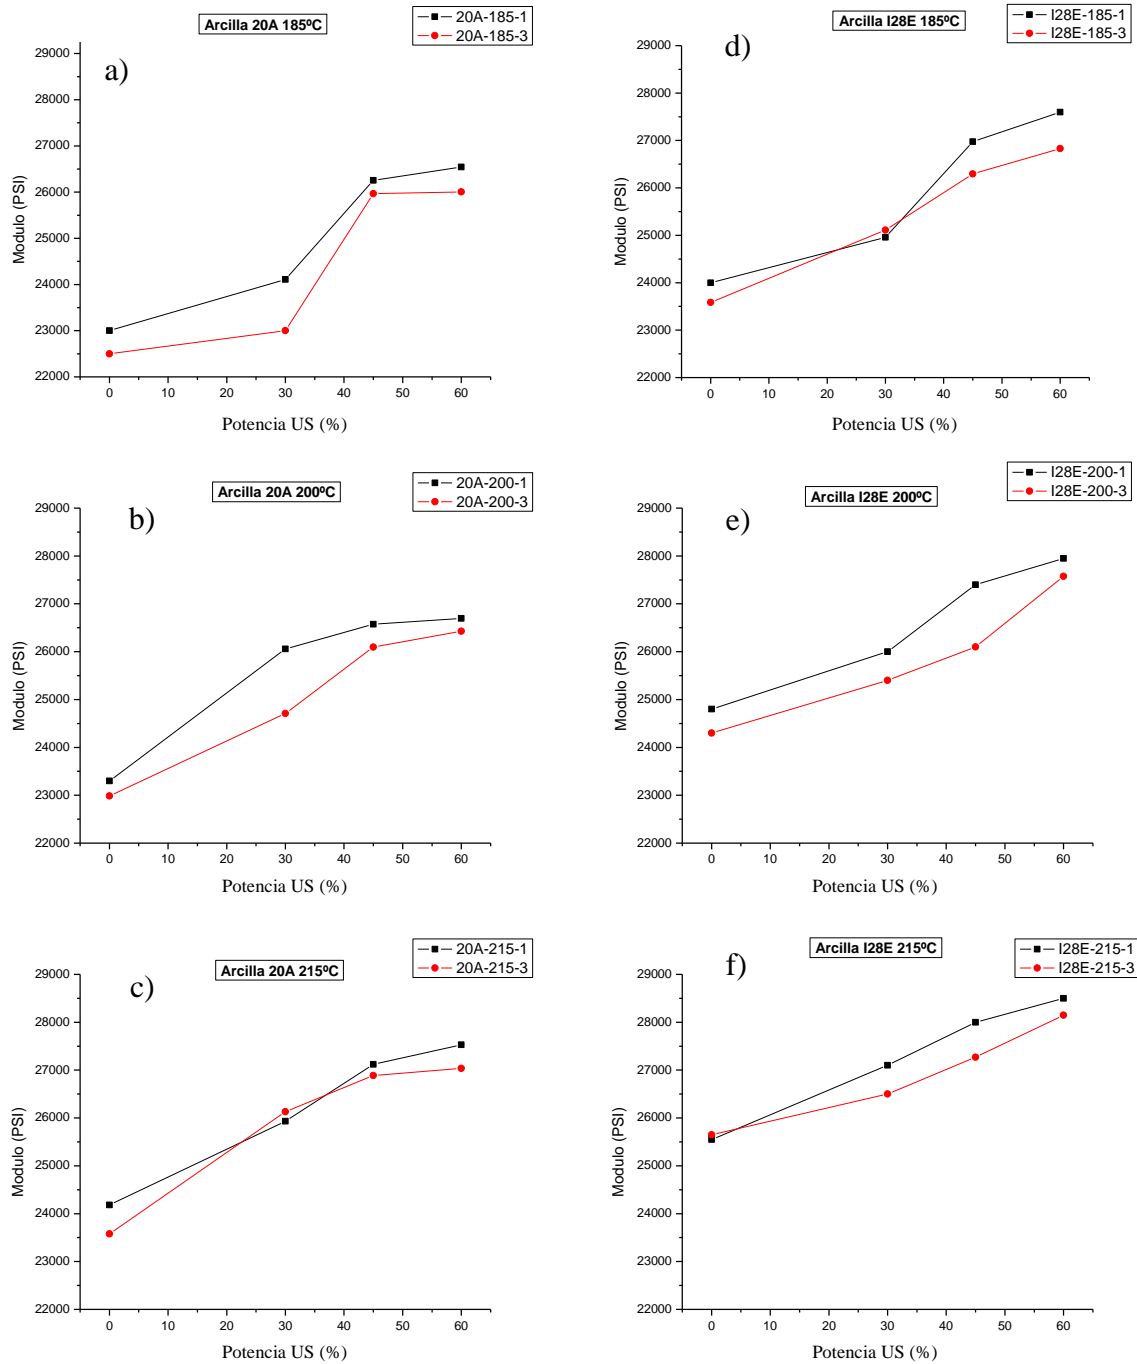 Arcilla 20A 185ºC
20A-185-1
20A-185-3
a)
29000
28000
27000
26000
25000
24000
23000
22000
Modulo (PSI)
0 10 20 30 40 50 60
Potencia US (%)
Arcilla I28E 185ºC
I28E-185-1
I28E-185-3
d)
29000
28000
27000
26000
25000
24000
23000
22000
Modulo (PSI)
0 10 20 30 40 50 60
Potencia US (%)
Arcilla 20A 200ºC
20A-200-1
20A-200-3
b)
29000
28000
27000
26000
25000
24000
23000
22000
Modulo (PSI)
0 10 20 30 40 50 60
Potencia US (%)
Arcilla I28E 200ºC
I28E-200-1
I28E-200-3
e)
29000
28000
27000
26000
25000
24000
23000
22000
Modulo (PSI)
0 10 20 30 40 50 60
Potencia US (%)
Arcilla 20A 215ºC
20A-215-1
20A-215-3
c)
29000
28000
27000
26000
25000
24000
23000
22000
Modulo (PSI)
0 10 20 30 40 50 60
Potencia US (%)
Arcilla I28E 215ºC
I28E-215-1
I28E-215-3
f)
29000
28000
27000
26000
25000
24000
23000
22000
Modulo (PSI)
0 10 20 30 40 50 60
Potencia US (%)